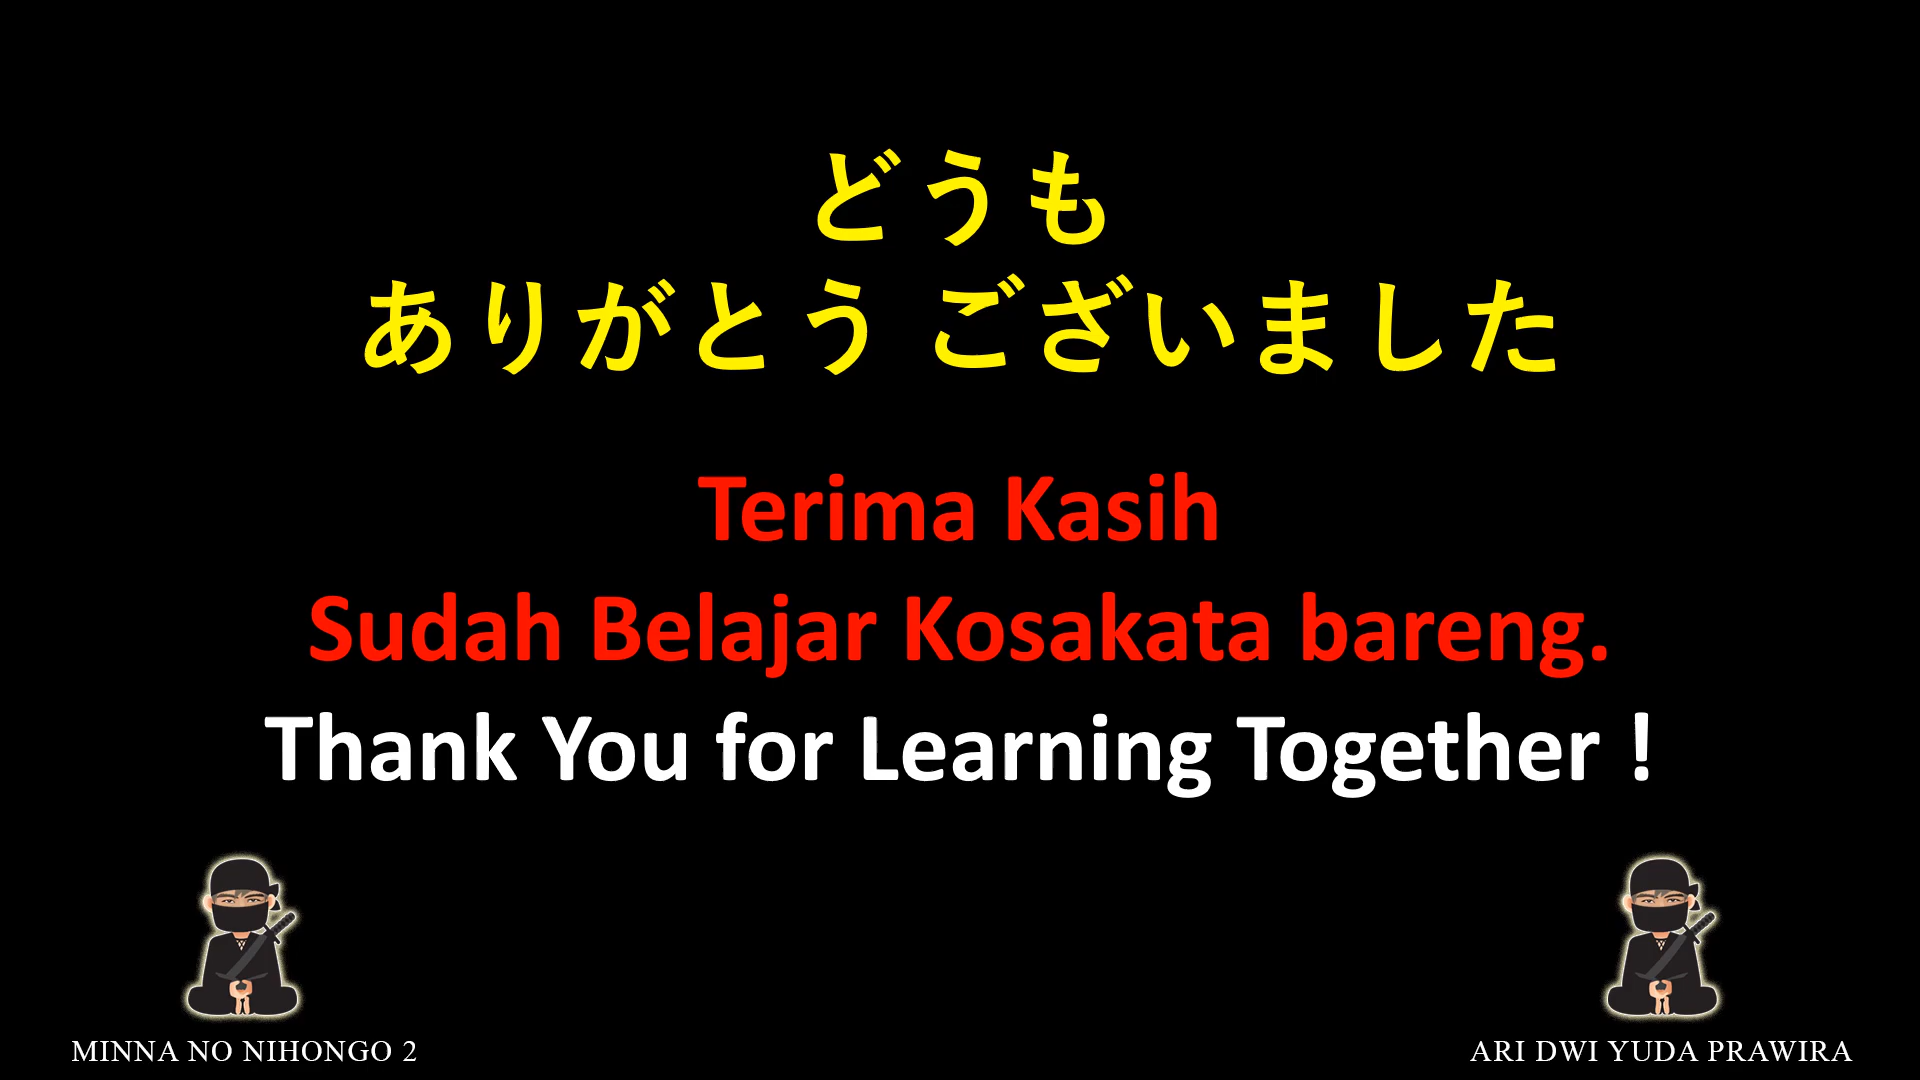 どうも
ありがとう ございました
Terima Kasih
Sudah Belajar Kosakata bareng.
Thank You for Learning Together !
MINNA NO NIHONGO 2
ARI DWI YUDA PRAWIRA